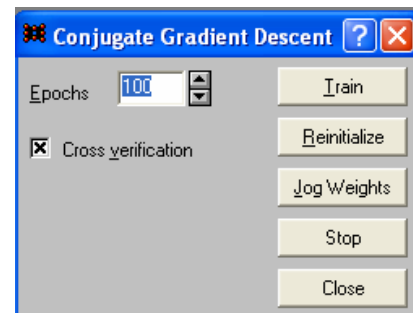 Conjugate Gradient Descent
Epochs 100
Train
Cross verification
Reinitialize
Jog Weights
Stop
Close